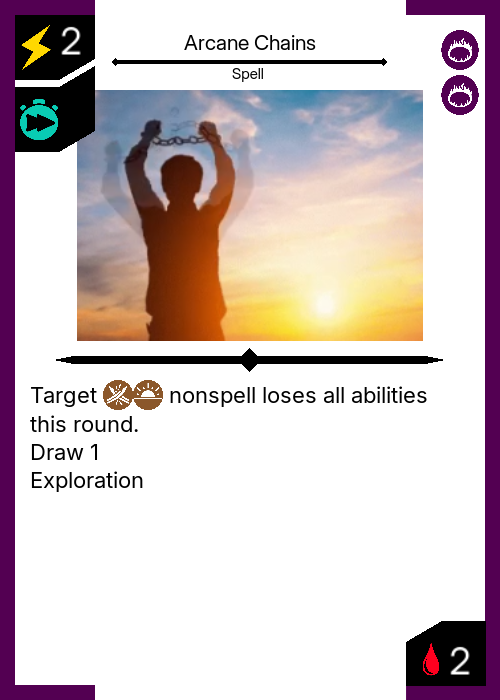 2
Arcane Chains
Spell
Target nonspell loses all abilities
this round.
Draw 1
Exploration
2